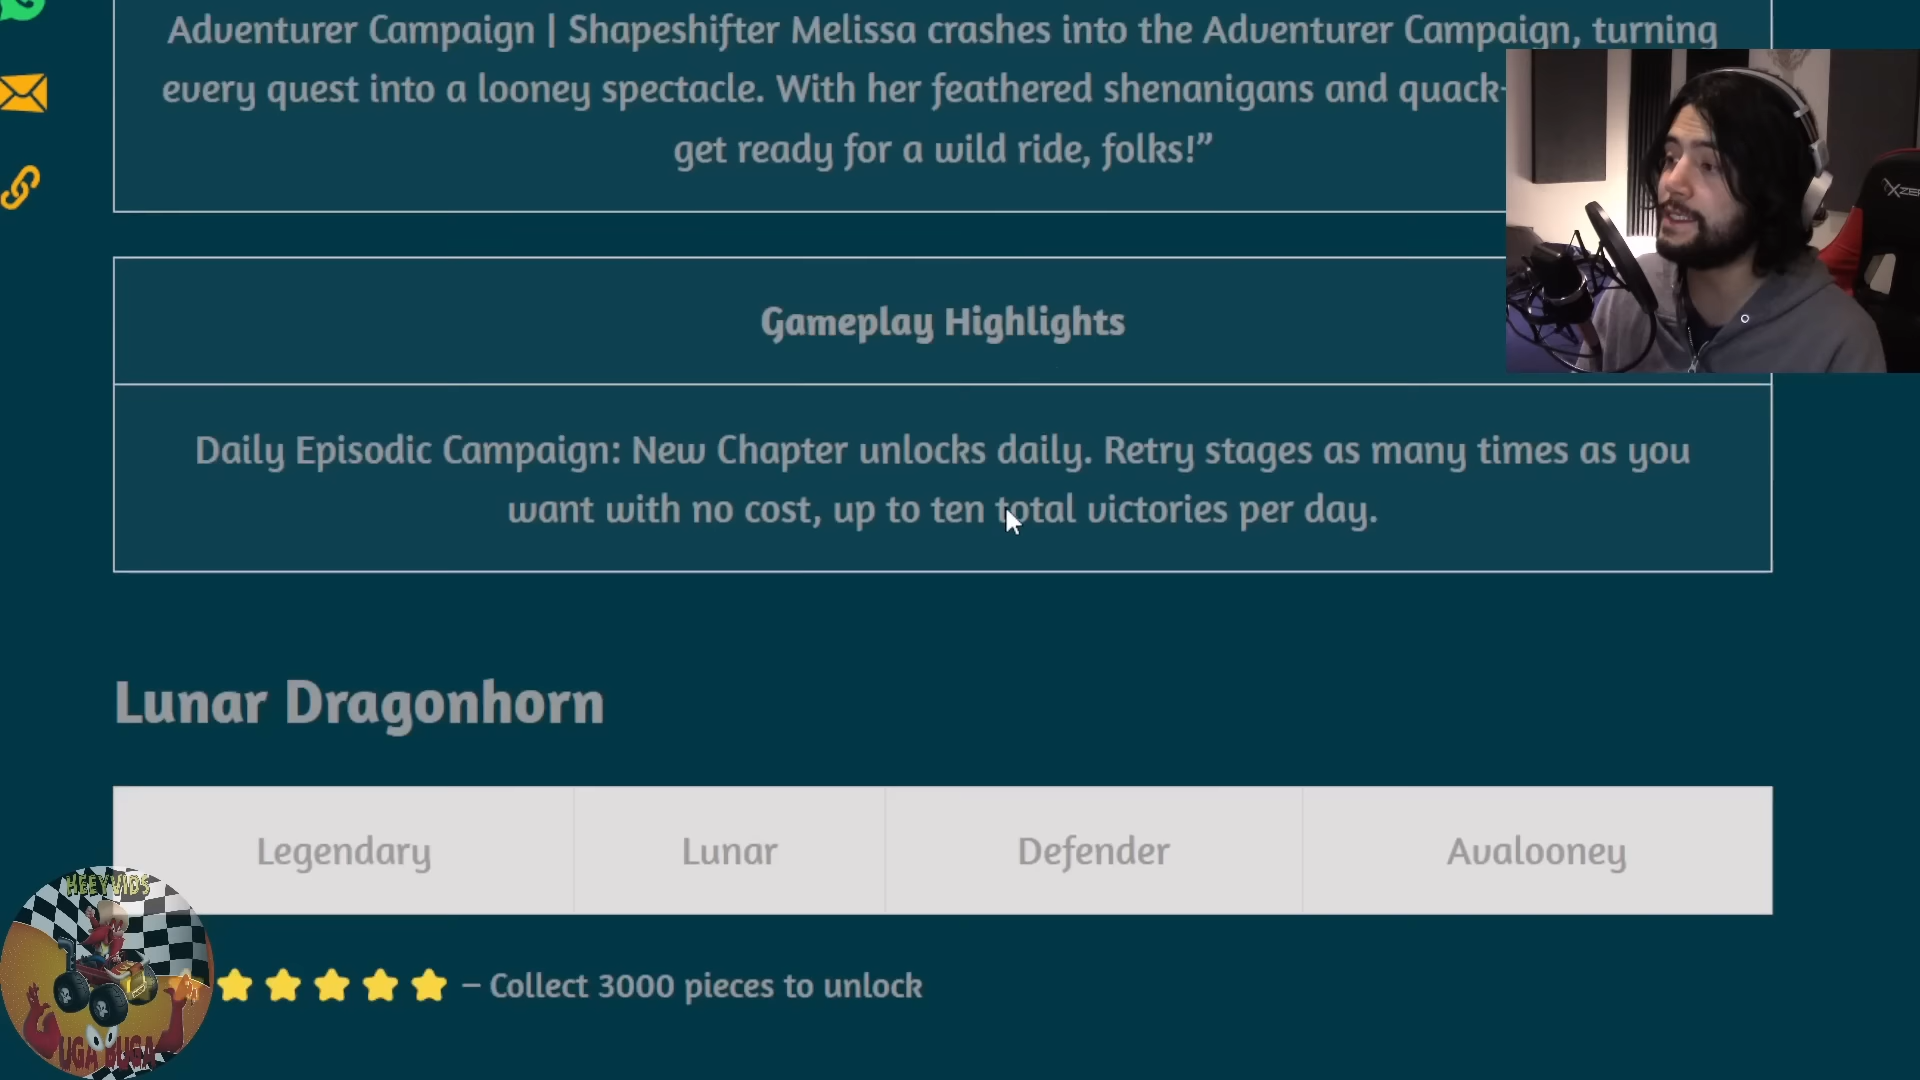 Adventurer Campaign | Shapeshifter Melissa crashes into the Adventurer Campaign, turning
every quest into a looney spectacle. With her feathered shenanigans and quack-
get ready for a wild ride, folks!”
Gameplay Highlights
Daily Episodic Campaign: New Chapter unlocks daily. Retry stages as many times as you
want with no cost, up to ten total victories per day.
Lunar Dragonhorn
Legendary Lunar Defender Avalooney
– Collect 3000 pieces to unlock
HEEYVIDS
UGA BUGA